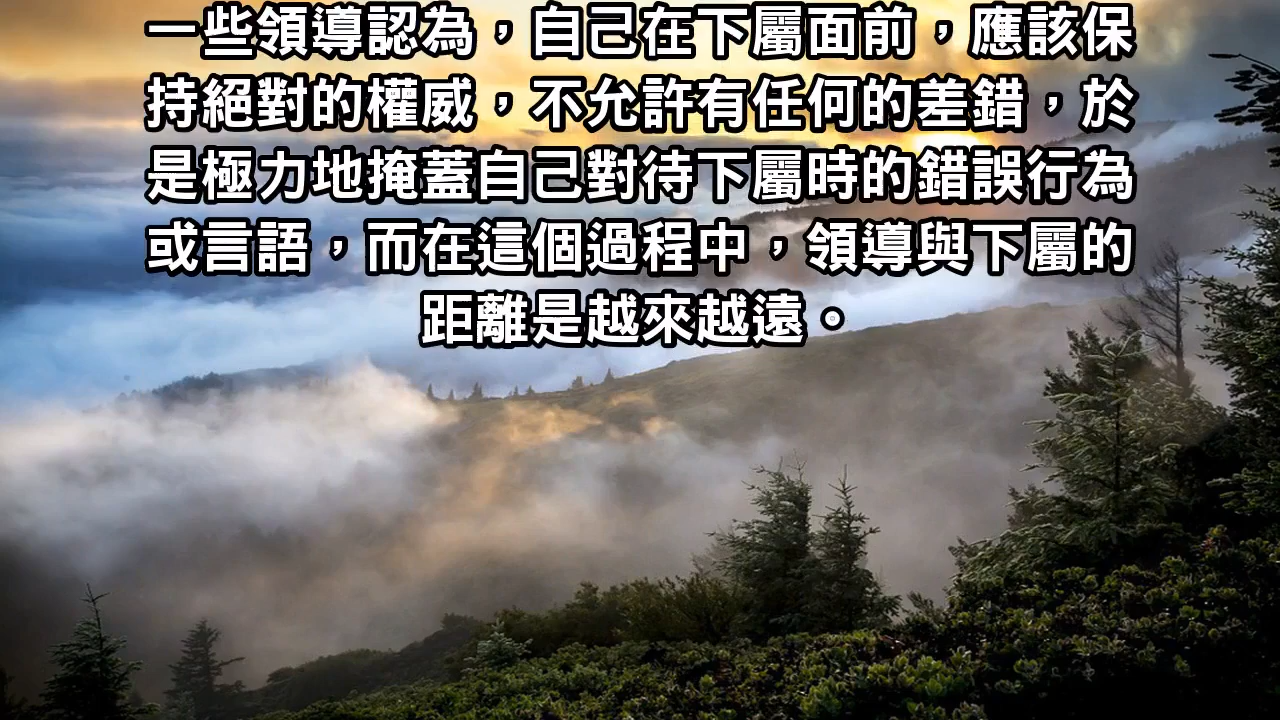 一些領導認為，自己在下屬面前，應該保
持絕對的權威，不允許有任何的差錯，於
是極力地掩蓋自己對待下屬時的錯誤行為
或言語，而在這個過程中，領導與下屬的
距離是越來越遠。